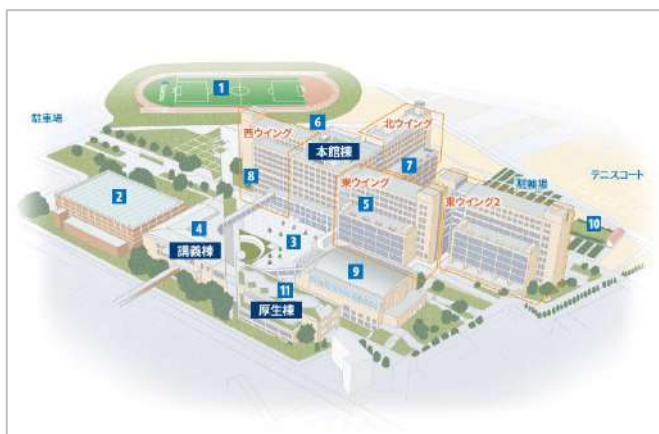 1
駐車場
6
北ウイング
西ウイング
本館棟
7
テニスコート
2
8
東ウイング
駐輪場
5
東ウイング2
10
4
3
講義棟
9
11
厚生棟